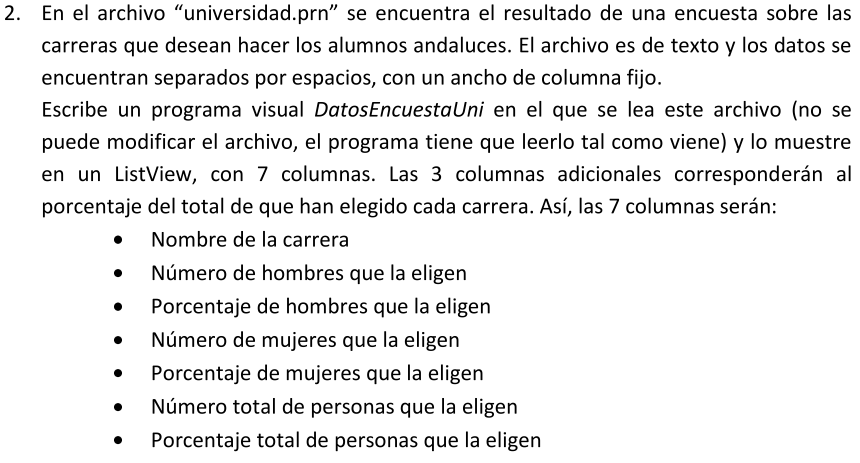 2. En el archivo “universidad.prn” se encuentra el resultado de una encuesta sobre las
carreras que desean hacer los alumnos andaluces. El archivo es de texto y los datos se
encuentran separados por espacios, con un ancho de columna fijo.
Escribe un programa visual DatosEncuestaUni en el que se lea este archivo (no se
puede modificar el archivo, el programa tiene que leerlo tal como viene) y lo muestre
en un ListView, con 7 columnas. Las 3 columnas adicionales corresponderán al
porcentaje del total de que han elegido cada carrera. Así, las 7 columnas serán:
• Nombre de la carrera
• Número de hombres que la eligen
• Porcentaje de hombres que la eligen
• Número de mujeres que la eligen
• Porcentaje de mujeres que la eligen
• Número total de personas que la eligen
• Porcentaje total de personas que la eligen